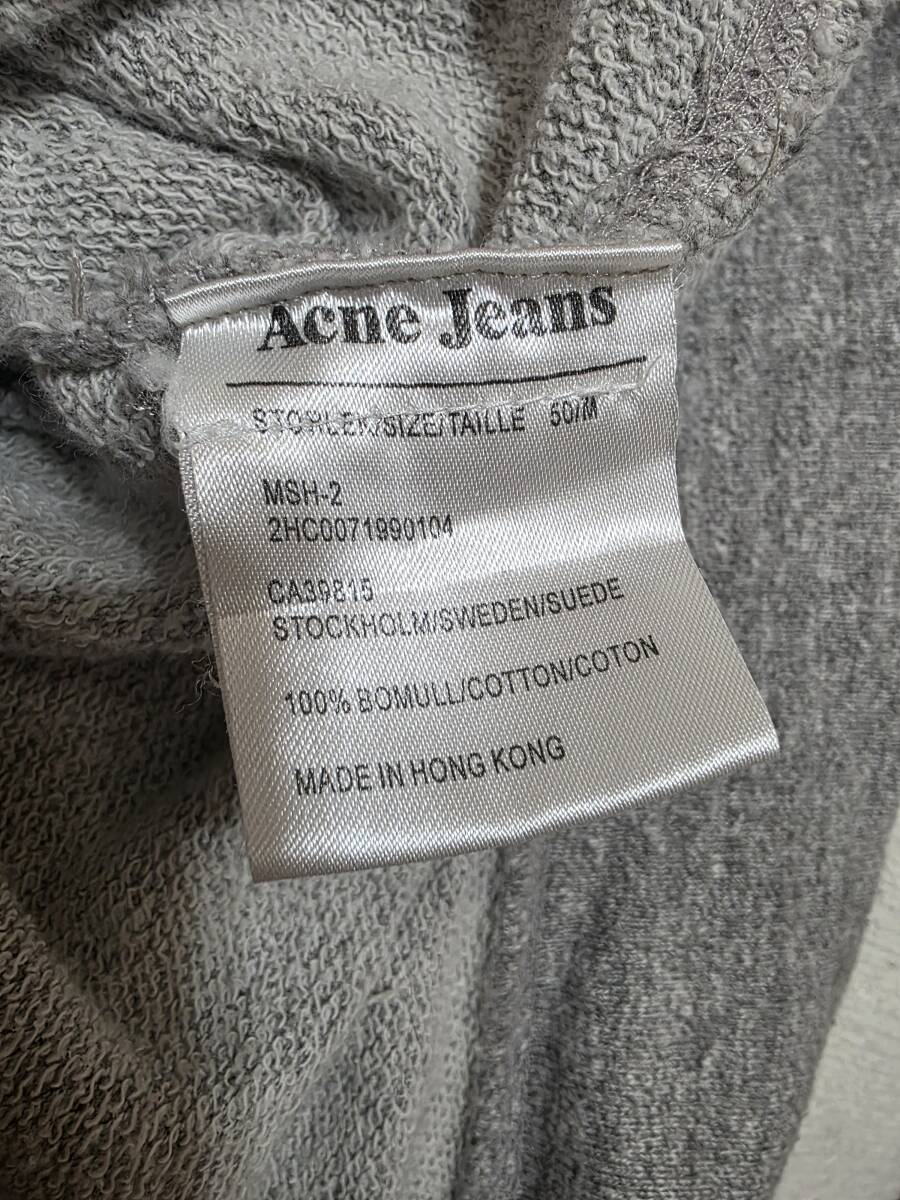 Acne Jeans
STORLEK/SIZE/TAILLE 50/M
MSH-2
2HC0071990104
CA39815
STOCKHOLM/SWEDEN/SUEDE
100% BOMULL/COTTON/COTON
MADE IN HONG KONG